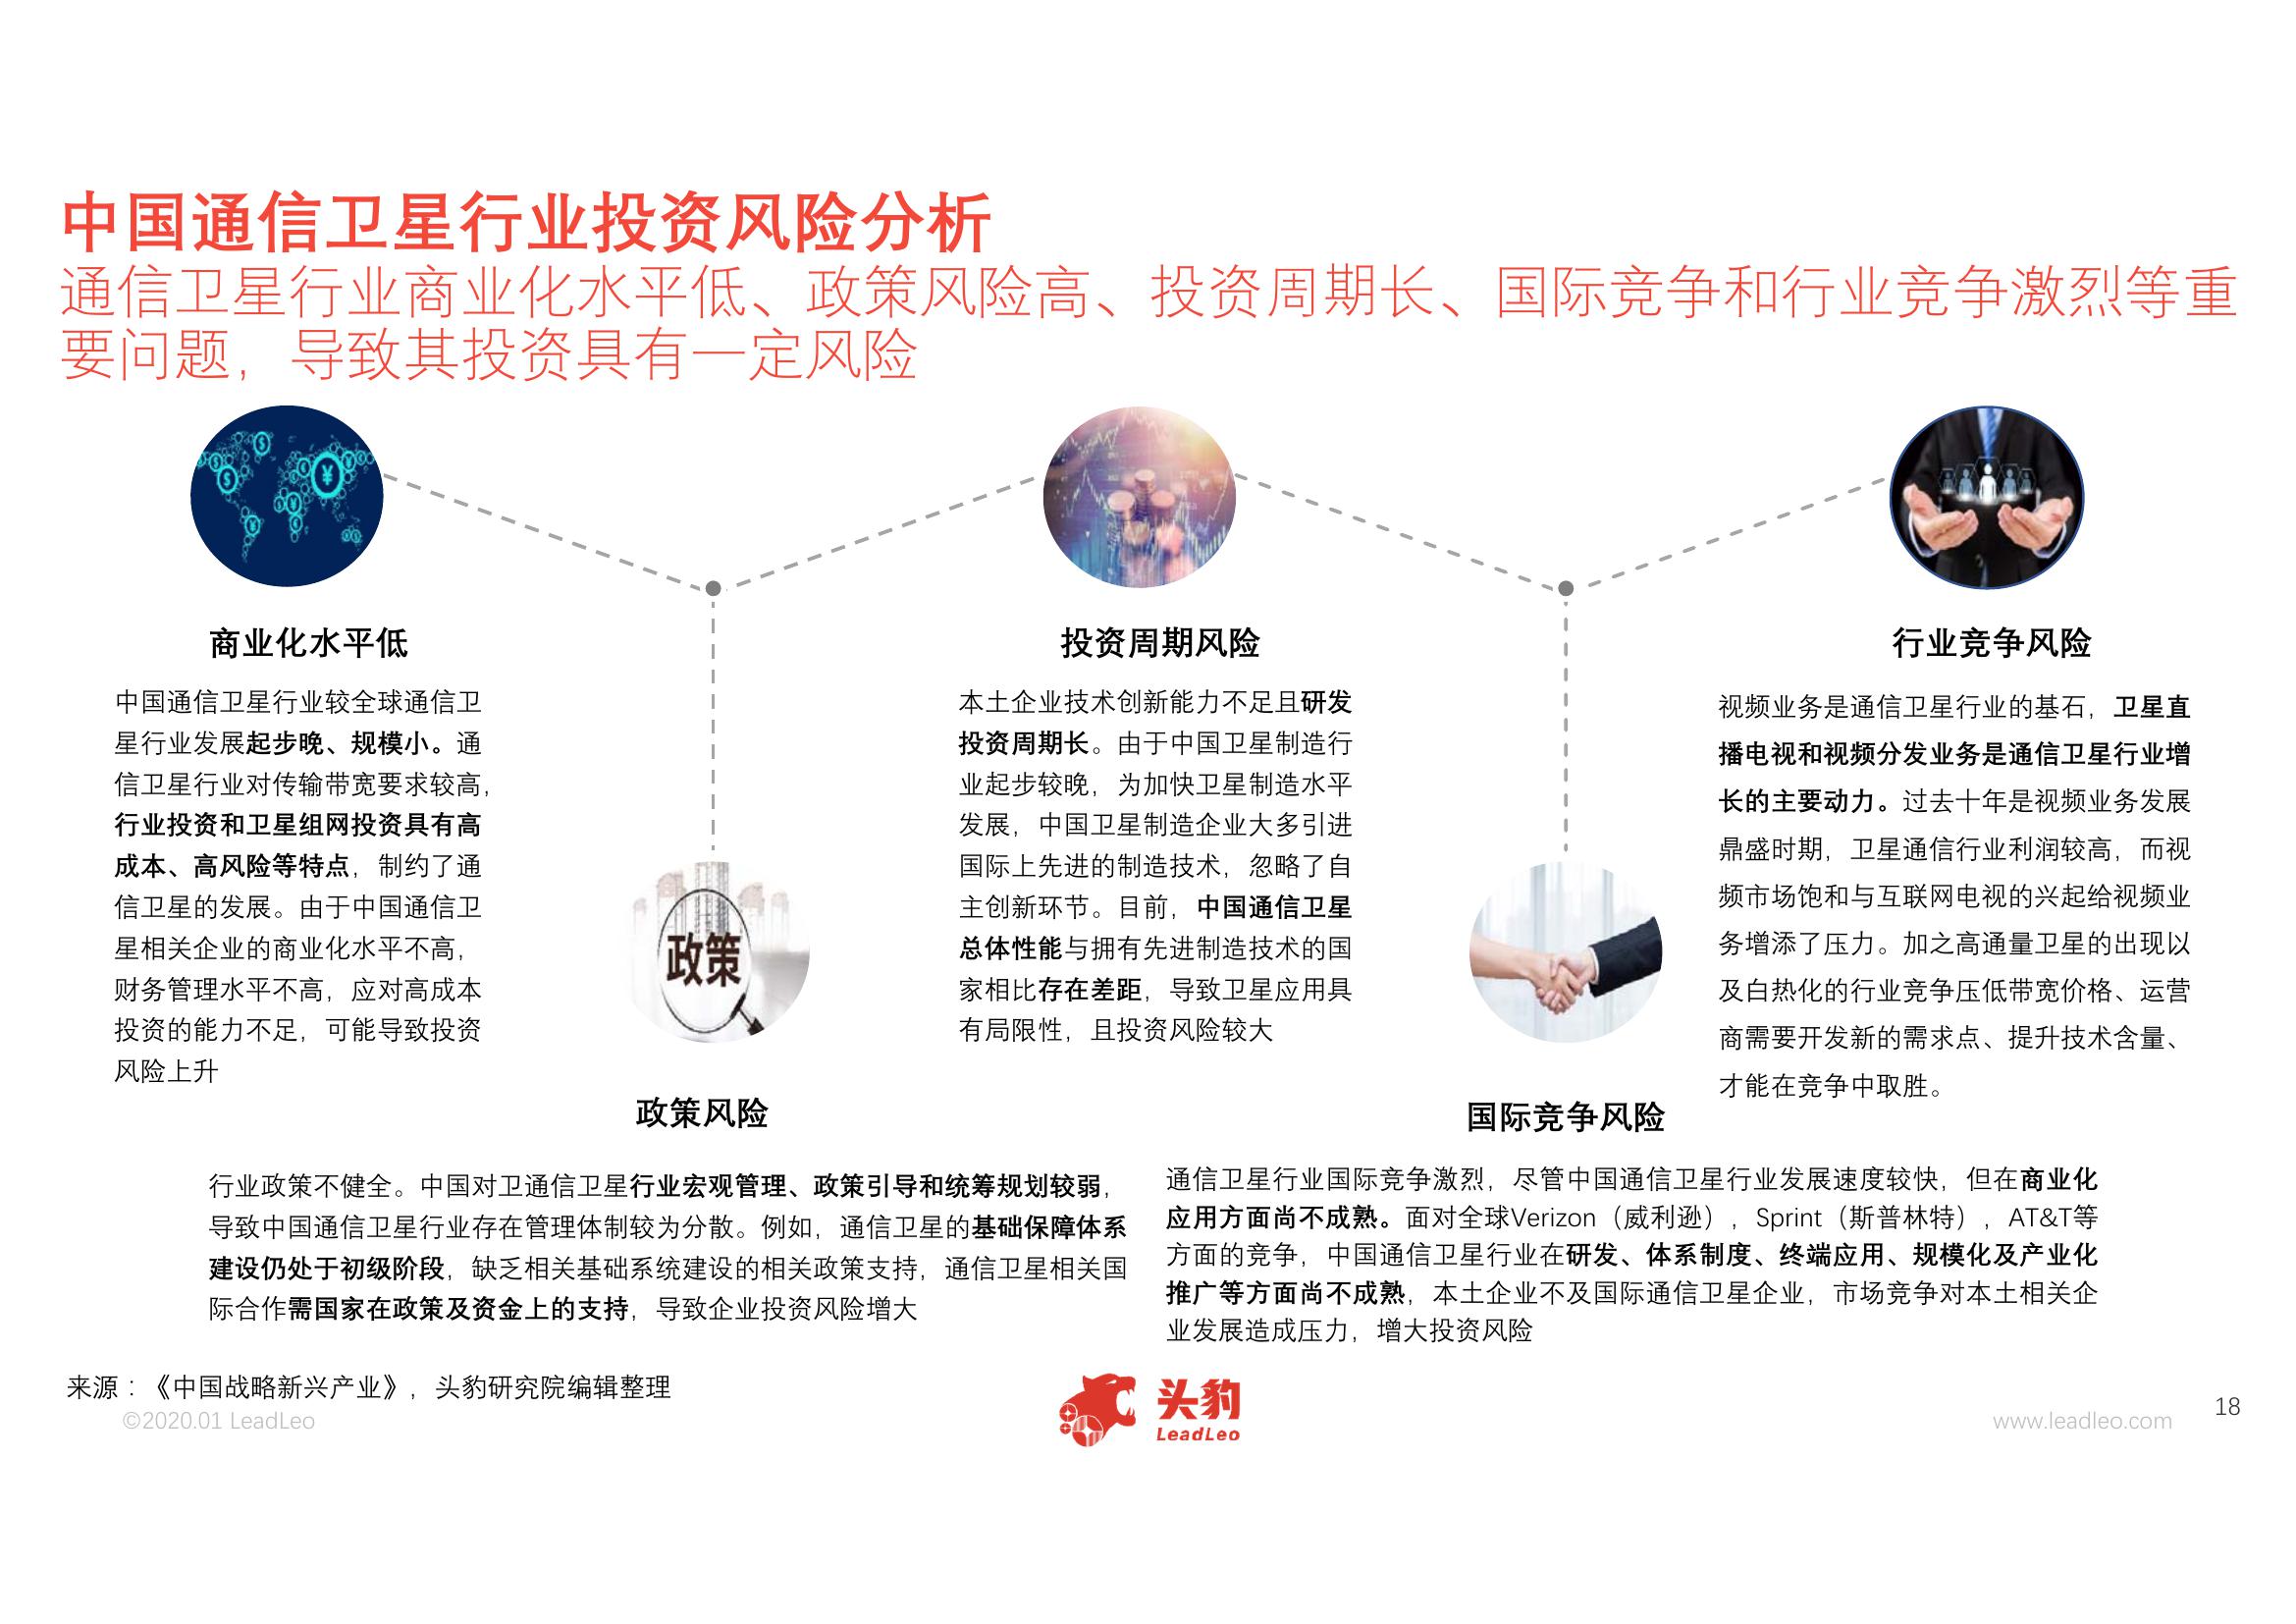 中国通信卫星行业投资风险分析
通信卫星行业商业化水平低、政策风险高、投资周期长、国际竞争和行业竞争激烈等重
要问题，导致其投资具有一定风险
商业化水平低
中国通信卫星行业较全球通信卫
星行业发展起步晚、规模小。通
信卫星行业对传输带宽要求较高，
行业投资和卫星组网投资具有高
成本、高风险等特点，制约了通
信卫星的发展。由于中国通信卫
星相关企业的商业化水平不高，
财务管理水平不高，应对高成本
投资的能力不足，可能导致投资
风险上升
政策
政策风险
行业政策不健全。中国对卫通信卫星行业宏观管理、政策引导和统筹规划较弱，
导致中国通信卫星行业存在管理体制较为分散。例如，通信卫星的基础保障体系
建设仍处于初级阶段，缺乏相关基础系统建设的相关政策支持，通信卫星相关国
际合作需国家在政策及资金上的支持，导致企业投资风险增大
投资周期风险
本土企业技术创新能力不足且研发
投资周期长。由于中国卫星制造行
业起步较晚，为加快卫星制造水平
发展，中国卫星制造企业大多引进
国际上先进的制造技术，忽略了自
主创新环节。目前，中国通信卫星
总体性能与拥有先进制造技术的国
家相比存在差距，导致卫星应用具
有局限性，且投资风险较大
国际竞争风险
通信卫星行业国际竞争激烈，尽管中国通信卫星行业发展速度较快，但在商业化
应用方面尚不成熟。面对全球Verizon（威利逊），Sprint（斯普林特），AT&T等
方面的竞争，中国通信卫星行业在研发、体系制度、终端应用、规模化及产业化
推广等方面尚不成熟，本土企业不及国际通信卫星企业，市场竞争对本土相关企
业发展造成压力，增大投资风险
行业竞争风险
视频业务是通信卫星行业的基石，卫星直
播电视和视频分发业务是通信卫星行业增
长的主要动力。过去十年是视频业务发展
鼎盛时期，卫星通信行业利润较高，而视
频市场饱和与互联网电视的兴起给视频业
务增添了压力。加之高通量卫星的出现以
及白热化的行业竞争压低带宽价格、运营
商需要开发新的需求点、提升技术含量、
才能在竞争中取胜。
来源：《中国战略新兴产业》，头豹研究院编辑整理
©2020.01 LeadLeo
头豹
LeadLeo
www.leadleo.com
18